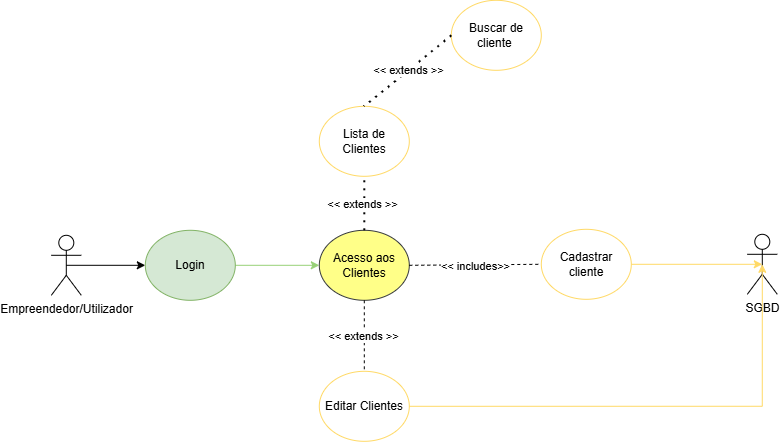 Buscar de
cliente
<< extends >>
Lista de
Clientes
<< extends >>
Login
Acesso aos
Clientes
<< includes>>
Cadastrar
cliente
Empreendedor/Utilizador
SGBD
<< extends >>
Editar Clientes